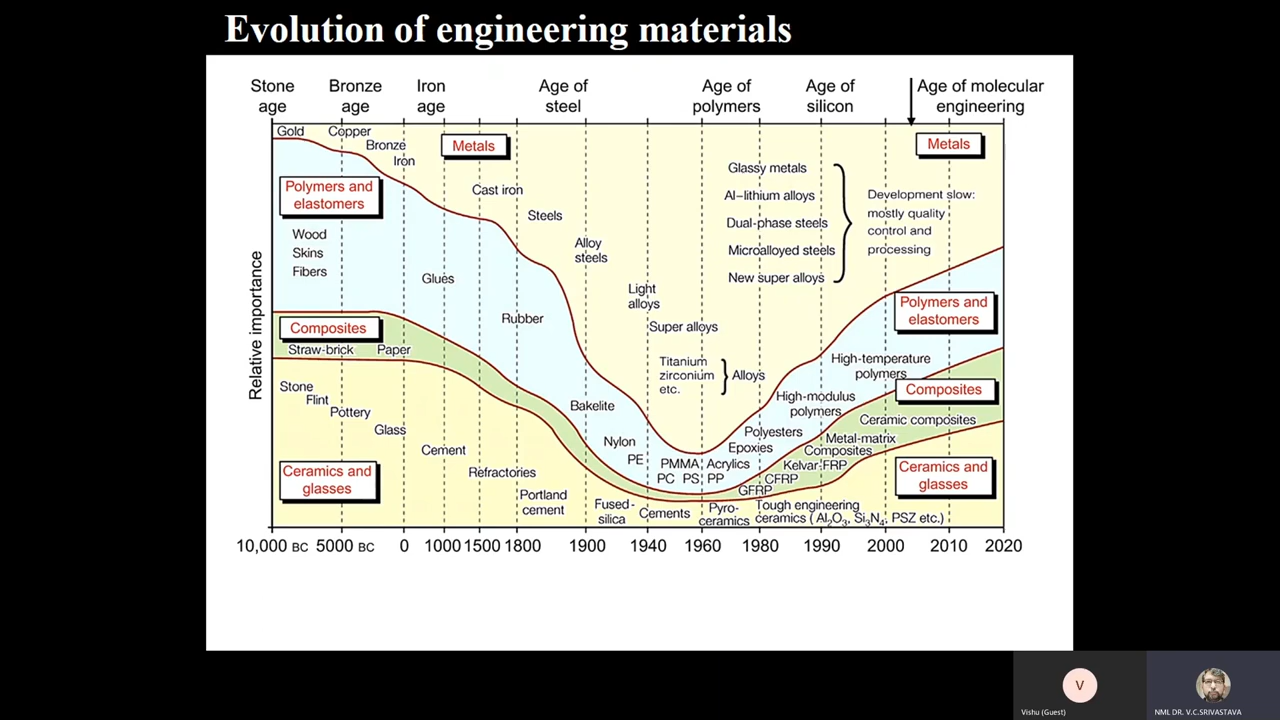 Evolution of engineering materials
Stone
age
Bronze
age
Iron
age
Age of
steel
Age of
polymers
Age of
silicon
Age of molecular
engineering
Gold
Copper
Bronze
Iron
Metals
Metals
Glassy metals
Al–lithium alloys
Dual-phase steels
Microalloyed steels
New super alloys
Development slow:
mostly quality
control and
processing
Polymers and
elastomers
Cast iron
Steels
Wood
Skins
Fibers
Alloy
steels
Glues
Light
alloys
Rubber
Super alloys
Polymers and
elastomers
Composites
Straw-brick
Paper
Titanium
zirconium
etc.
Alloys
High-temperature
polymers
Composites
Stone
Flint
Pottery
Glass
Bakelite
High-modulus
polymers
Ceramic composites
Nylon
PE
Polyesters
Epoxies
Metal-matrix
Composites
Cement
PMMA
Acrylics
Kelvar-FRP
PC
PS
PP
CFRP
GFRP
Ceramics and
glasses
Refractories
Portland
cement
Fused-
silica
Cements
Pyro-
ceramics
Tough engineering
ceramics ( Al2O3, Si3N4, PSZ etc.)
Ceramics and
glasses
Relative importance
10,000 BC 5000 BC 0 1000 1500 1800 1900 1940 1960 1980 1990 2000 2010 2020
V
Vishu (Guest)
NML DR. V.C.SRIVASTAVA